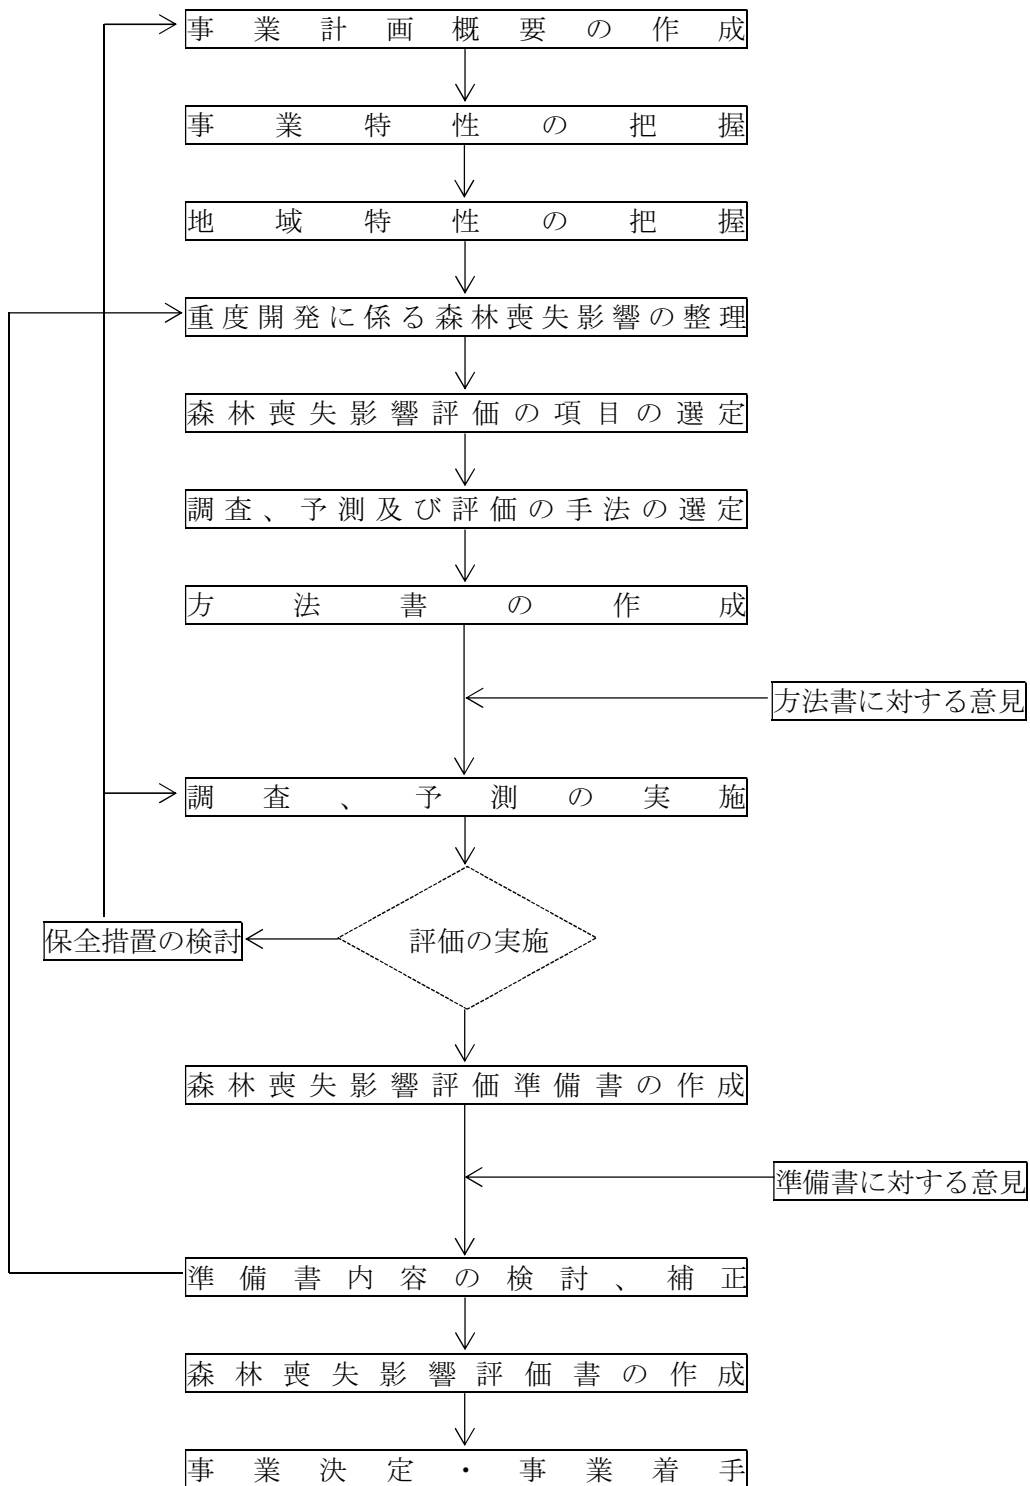 事業計画概要の作成
事業特性の把握
地域特性の把握
重度開発に係る森林喪失影響の整理
森林喪失影響評価の項目の選定
調査、予測及び評価の手法の選定
方法書の作成
方法書に対する意見
調査、予測の実施
評価の実施
保全措置の検討
森林喪失影響評価準備書の作成
準備書に対する意見
準備書内容の検討、補正
森林喪失影響評価書の作成
事業決定・事業着手